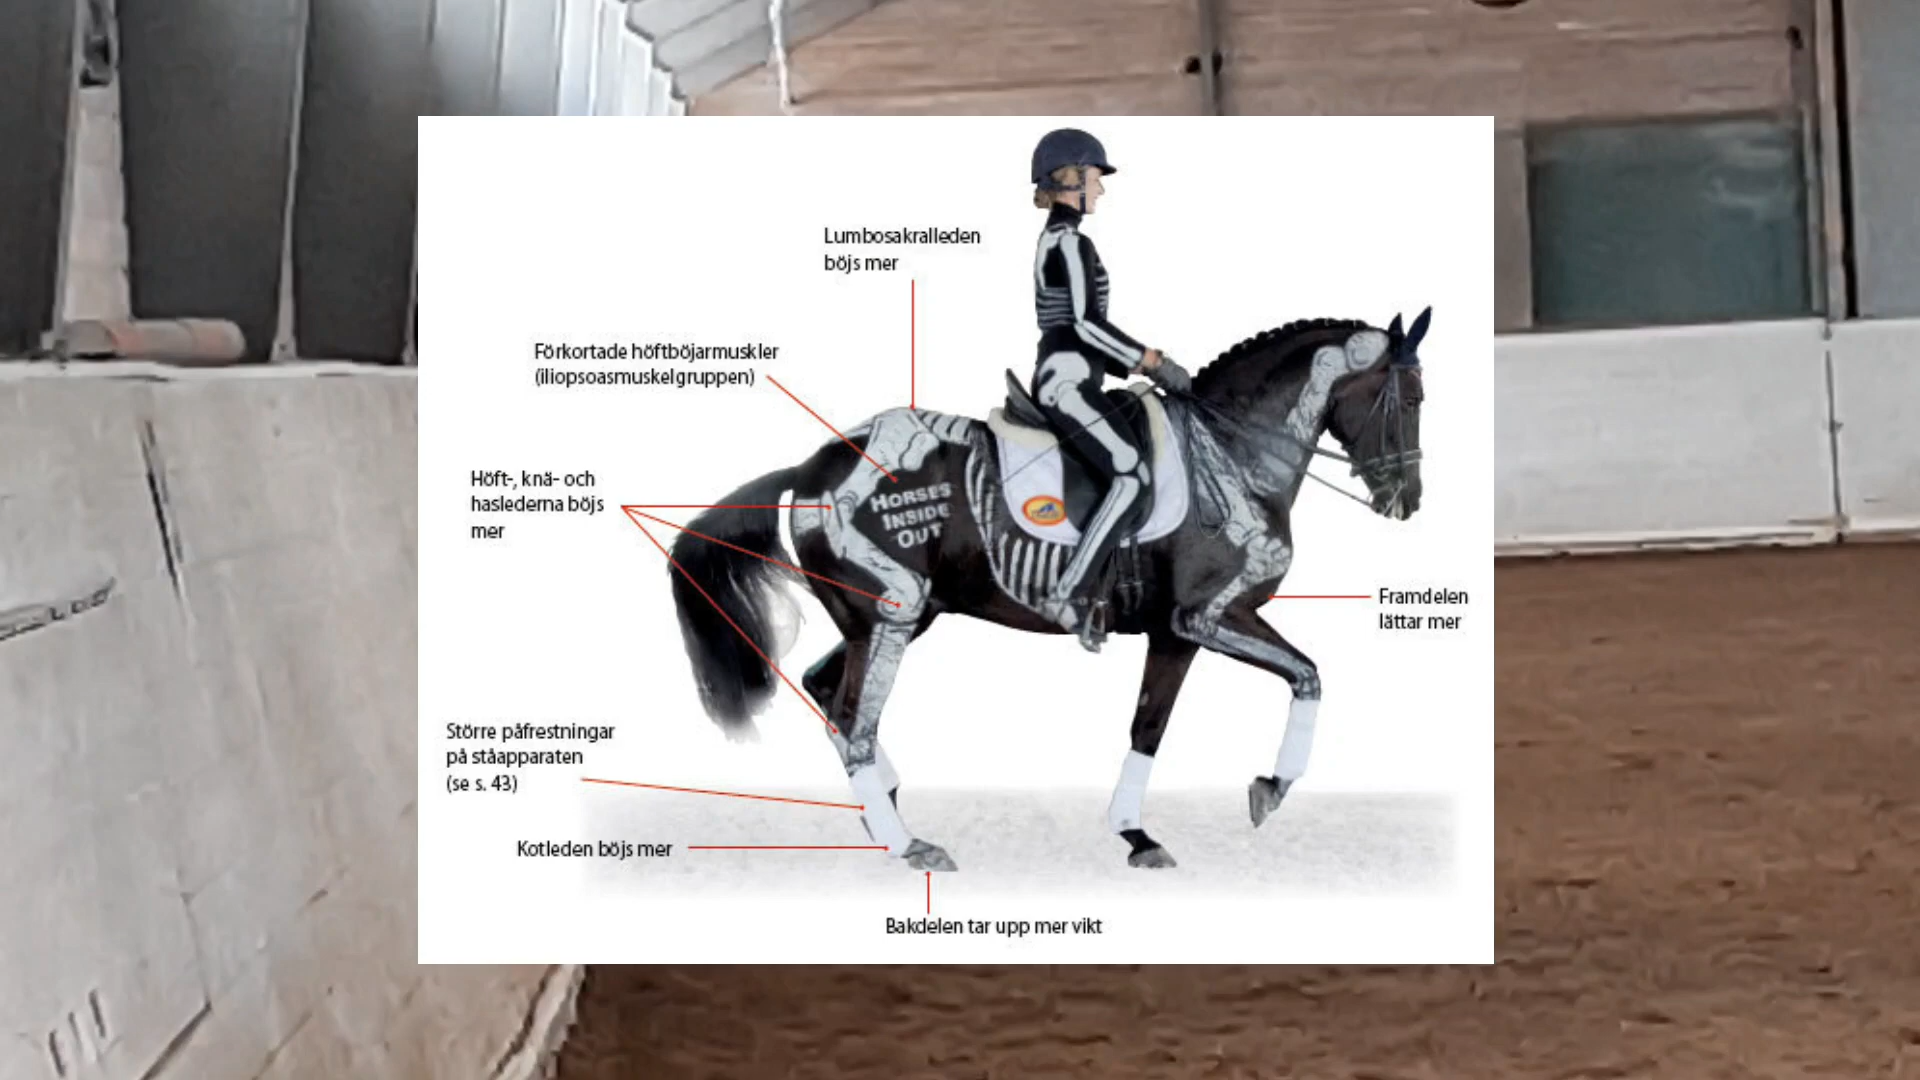 Lumbosakralleden
böjs mer
Förkortade höftböjarmuskler
(iliopsoasmuskelgruppen)
Höft-, knä- och
haslederna böjs
mer
HORSES
INSIDE
OUT
Framdelen
lättar mer
Större påfrestningar
på ståapparaten
(se s. 43)
Kotleden böjs mer
Bakdelen tar upp mer vikt